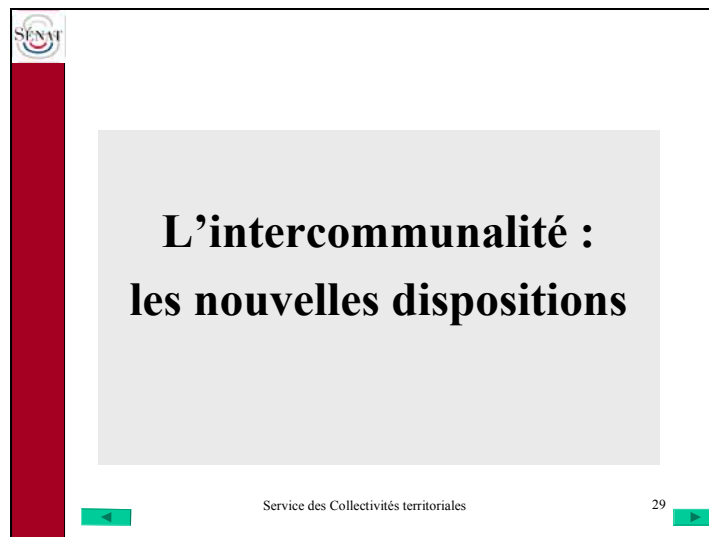 SÉNAT
L’intercommunalité :
les nouvelles dispositions
Service des Collectivités territoriales
29